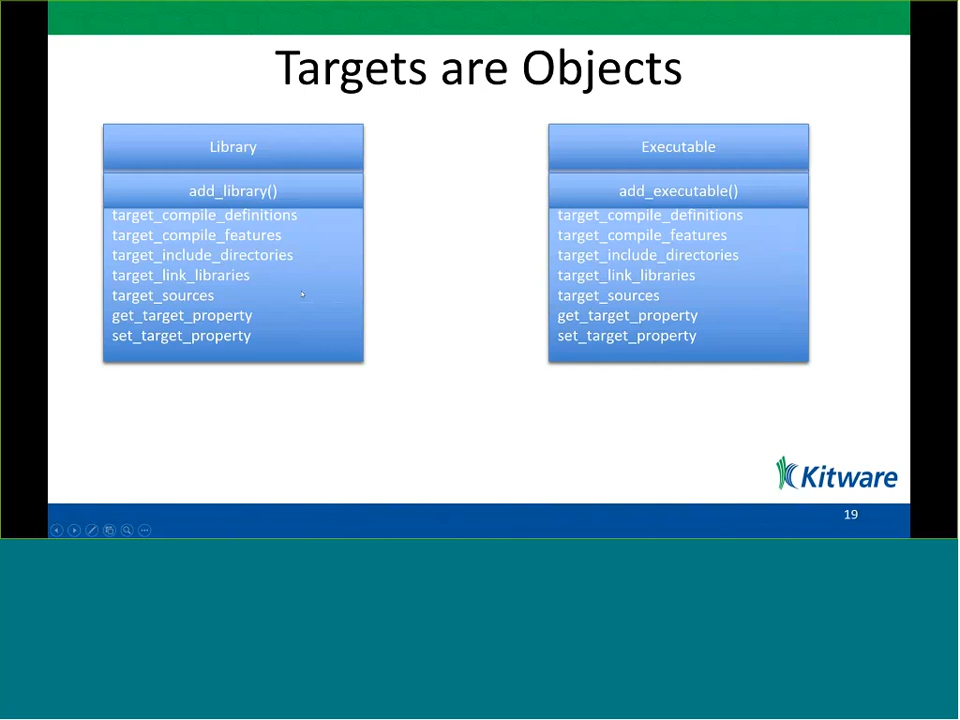 Targets are Objects
Library
add_library()
target_compile_definitions
target_compile_features
target_include_directories
target_link_libraries
target_sources
get_target_property
set_target_property
Executable
add_executable()
target_compile_definitions
target_compile_features
target_include_directories
target_link_libraries
target_sources
get_target_property
set_target_property
Kitware
19